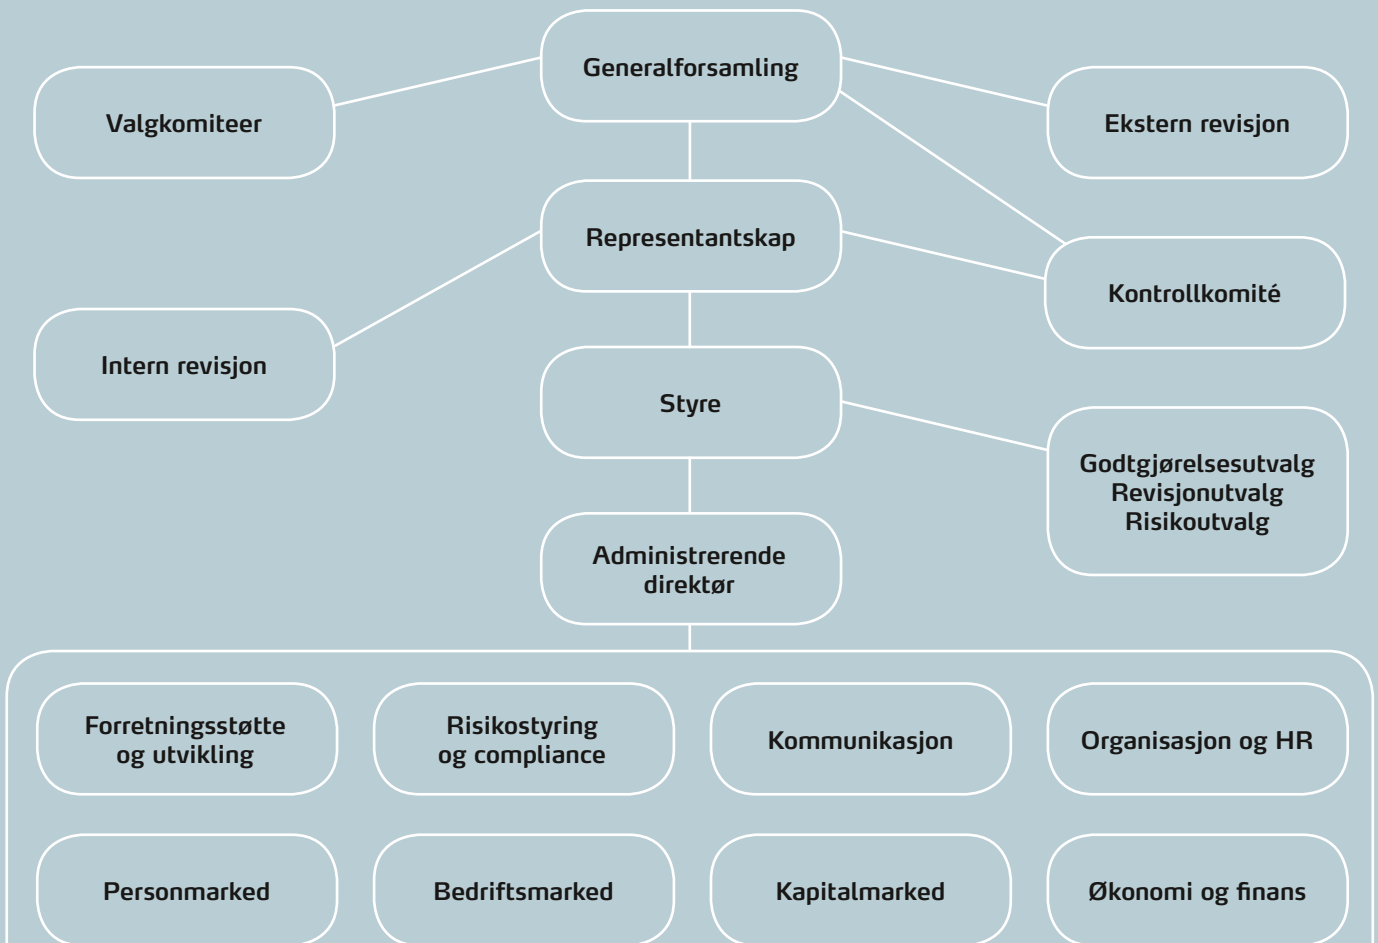 Generalforsamling
Valgkomiteer
Ekstern revisjon
Representantskap
Kontrollkomité
Intern revisjon
Styre
Godtgjørelsesutvalg
Revisjonutvalg
Risikoutvalg
Administrerende
direktør
Forretningsstøtte
og utvikling
Risikostyring
og compliance
Kommunikasjon
Organisasjon og HR
Personmarked
Bedriftsmarked
Kapitalmarked
Økonomi og finans